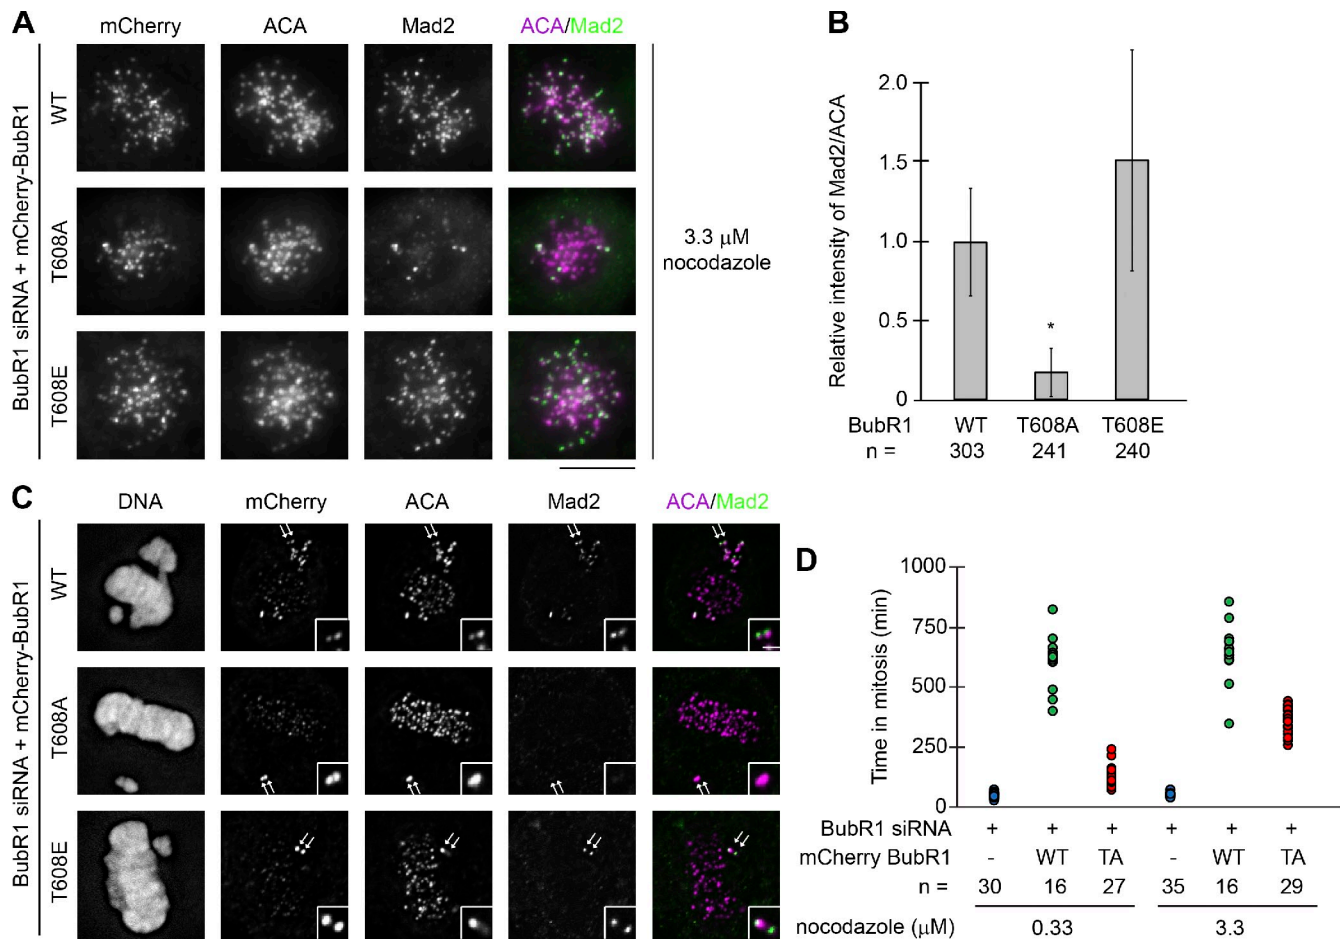 A
mCherry
ACA
Mad2
ACA/Mad2
BubR1 siRNA + mCherry-BubR1
WT
T608A
T608E
3.3 μM
nocodazole
B
Relative intensity of Mad2/ACA
2.0
1.5
1.0
0.5
0
*
BubR1 WT T608A T608E
n = 303 241 240
C
DNA
mCherry
ACA
Mad2
ACA/Mad2
BubR1 siRNA + mCherry-BubR1
WT
T608A
T608E
D
Time in mitosis (min)
1000
750
500
250
0
BubR1 siRNA + + + + + +
mCherry BubR1 - WT TA - WT TA
n = 30 16 27 35 16 29
nocodazole (μM) 0.33 3.3